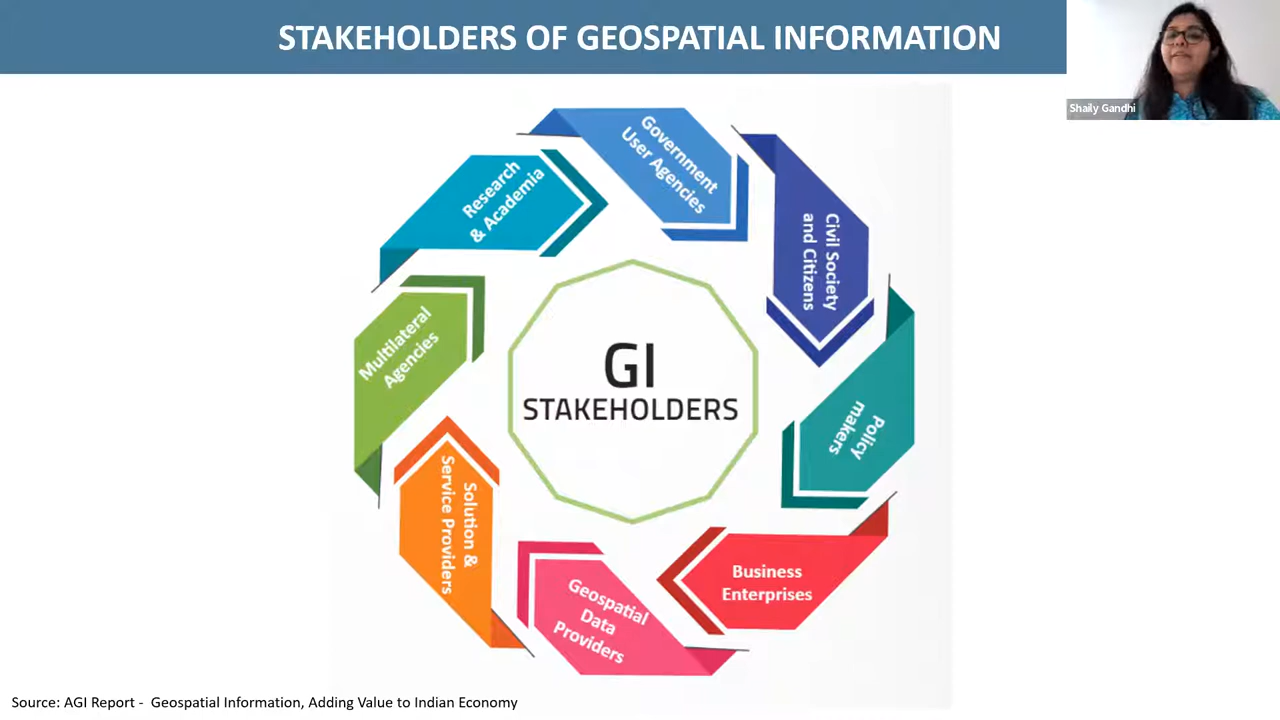 STAKEHOLDERS OF GEOSPATIAL INFORMATION
Shaily Gandhi
Government
User Agencies
Civil Society
and Citizens
Policy
makers
Business
Enterprises
Geospatial
Data
Providers
Solution &
Service Providers
Multilateral
Agencies
Research
& Academia
GI
STAKEHOLDERS
Source: AGI Report - Geospatial Information, Adding Value to Indian Economy